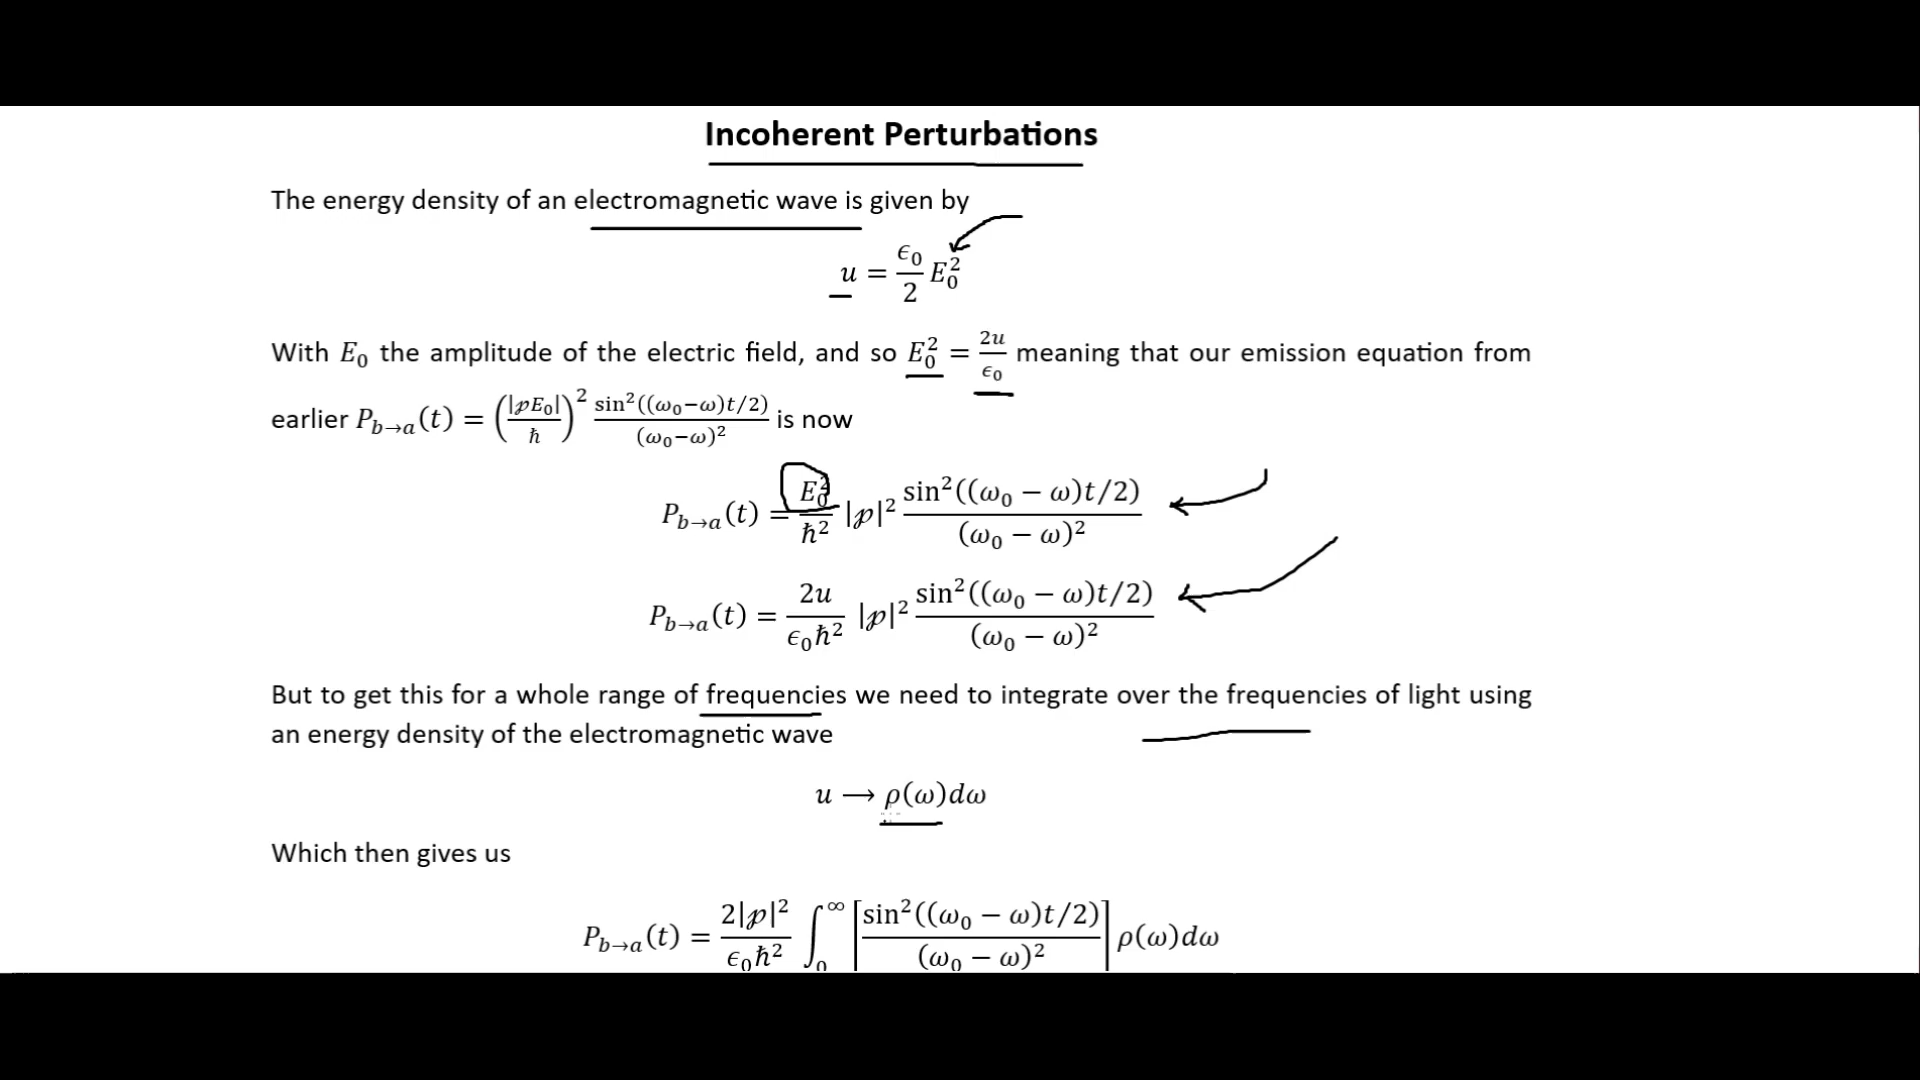 Incoherent Perturbations
The energy density of an electromagnetic wave is given by
u = ϵ₀/2 E₀²
With E₀ the amplitude of the electric field, and so E₀² = 2u/ϵ₀ meaning that our emission equation from
earlier P_{b→a}(t) = (|℘E₀|/ħ)² sin²((ω₀−ω)t/2)/(ω₀−ω)² is now
P_{b→a}(t) = E₀²/ħ² |℘|² sin²((ω₀ − ω)t/2)/(ω₀ − ω)²
P_{b→a}(t) = 2u/ϵ₀ħ² |℘|² sin²((ω₀ − ω)t/2)/(ω₀ − ω)²
But to get this for a whole range of frequencies we need to integrate over the frequencies of light using
an energy density of the electromagnetic wave
u ⟶ ρ(ω)dω
Which then gives us
P_{b→a}(t) = 2|℘|²/ϵ₀ħ² ∫₀^∞ [sin²((ω₀ − ω)t/2)/(ω₀ − ω)²] ρ(ω)dω